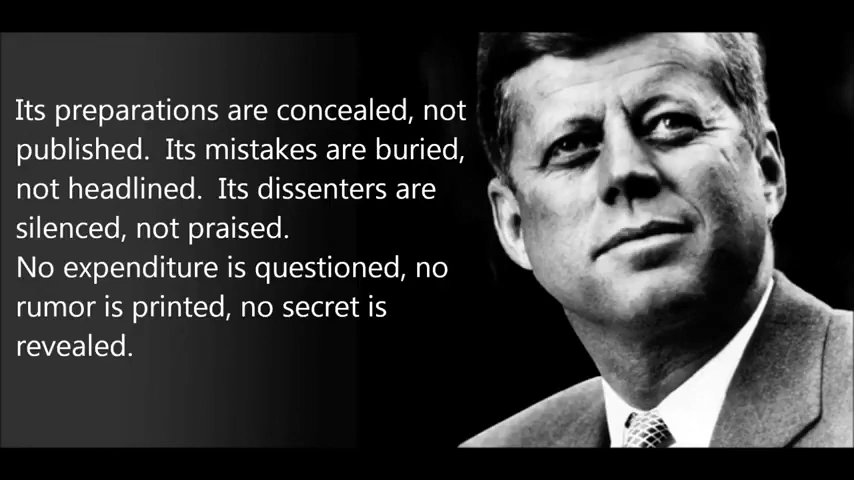 Its preparations are concealed, not
published.  Its mistakes are buried,
not headlined.  Its dissenters are
silenced, not praised.
No expenditure is questioned, no
rumor is printed, no secret is
revealed.